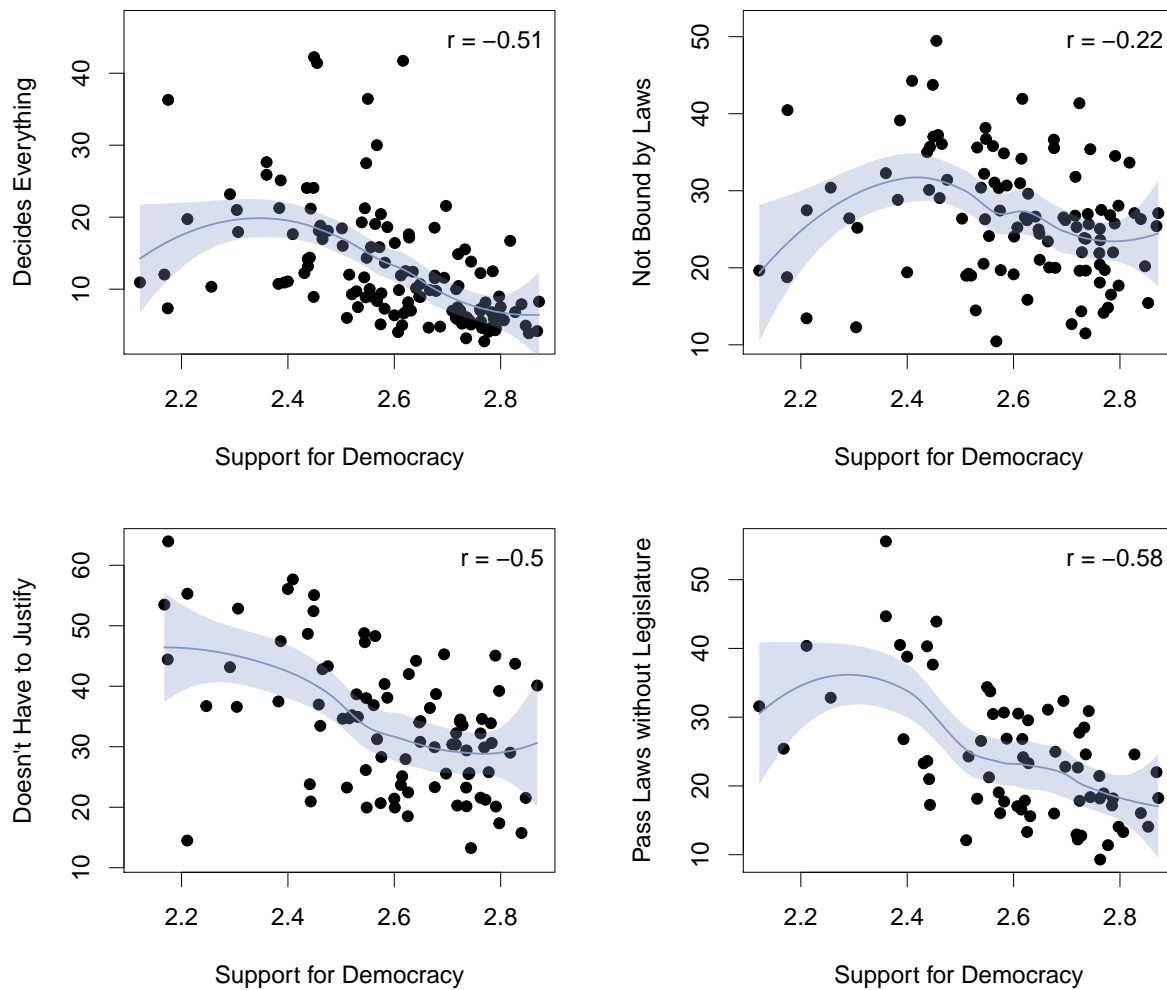 r = −0.51
Decides Everything
40
30
20
10
2.2 2.4 2.6 2.8
Support for Democracy
r = −0.22
Not Bound by Laws
50
40
30
20
10
2.2 2.4 2.6 2.8
Support for Democracy
r = −0.5
Doesn't Have to Justify
60
50
40
30
20
10
2.2 2.4 2.6 2.8
Support for Democracy
r = −0.58
Pass Laws without Legislature
50
40
30
20
10
2.2 2.4 2.6 2.8
Support for Democracy